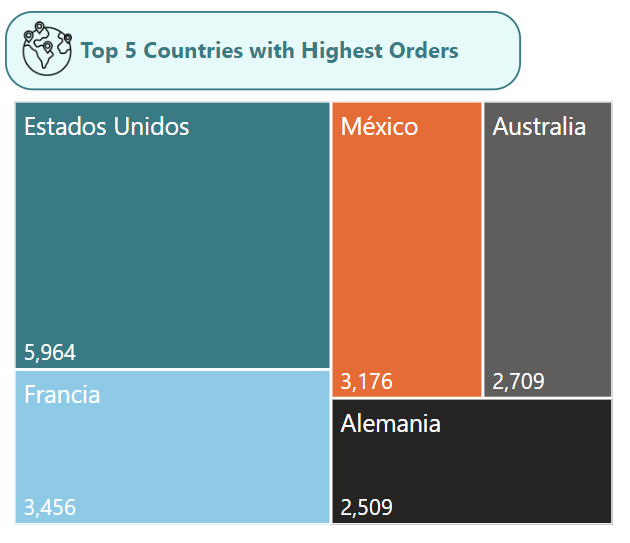 Top 5 Countries with Highest Orders
Estados Unidos
5,964
Francia
3,456
México
3,176
Australia
2,709
Alemania
2,509